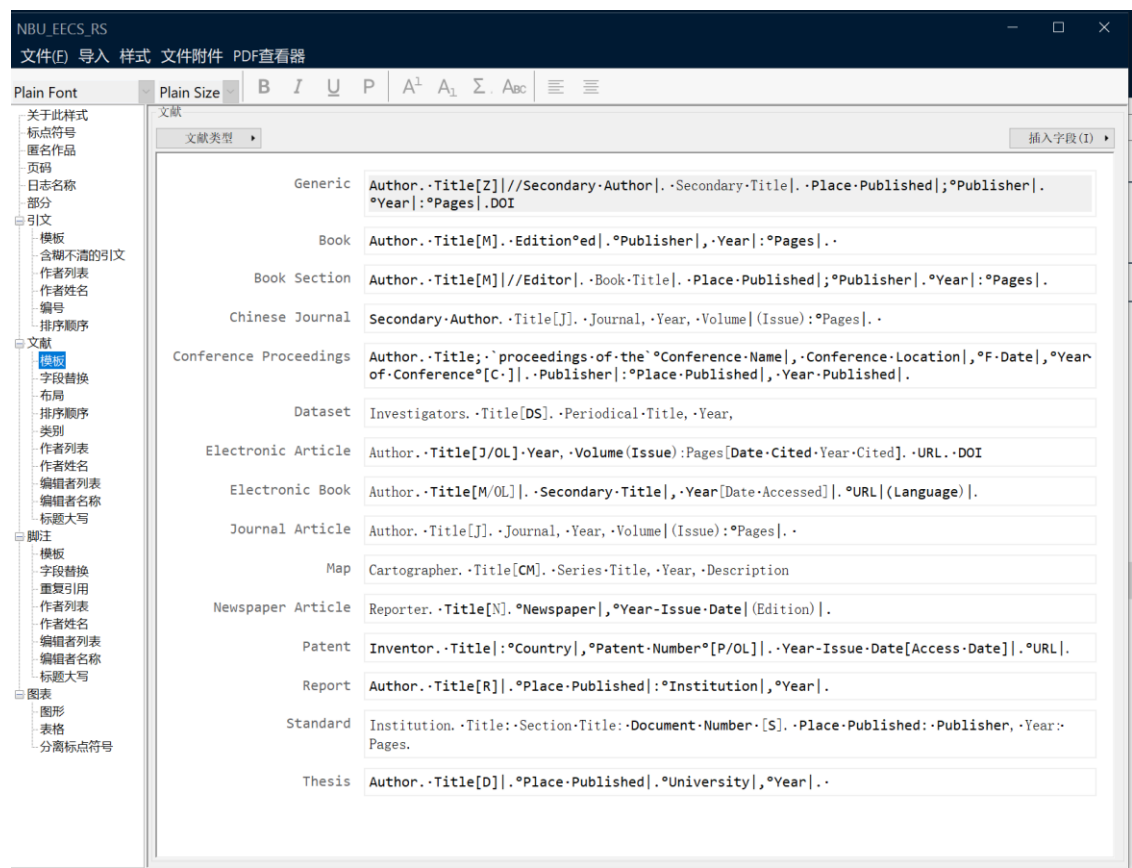 NBU_EECS_RS
文件(F) 导入 样式 文件附件 PDF查看器
Plain Font Plain Size B I U P A¹ A₁ Σ ABC
关于此样式
标点符号
匿名作品
页码
日志名称
部分
引文
模板
含糊不清的引文
作者列表
作者姓名
编号
排序顺序
文献
模板
字段替换
布局
排序顺序
类别
作者列表
作者姓名
编辑者列表
编辑者名称
标题大写
脚注
模板
字段替换
重复引用
作者列表
作者姓名
编辑者列表
编辑者名称
标题大写
图表
图形
表格
分离标点符号
文献
文献类型
插入字段(I)
Generic Author.·Title[Z]|//Secondary·Author|.·Secondary·Title|.·Place·Published|;°Publisher|.
°Year|:°Pages|.DOI
Book Author.·Title[M].·Edition°ed|.°Publisher|,·Year|:°Pages|.·
Book Section Author.·Title[M]|//Editor|.·Book·Title|.·Place·Published|;°Publisher|.°Year|:°Pages|.
Chinese Journal Secondary·Author.·Title[J].·Journal,·Year,·Volume|(Issue):°Pages|.·
Conference Proceedings Author.·Title;·`proceedings·of·the`°Conference·Name|,·Conference·Location|,°F·Date|,°Year·
of·Conference°[C·]|.·Publisher|:°Place·Published|,·Year·Published|.
Dataset Investigators.·Title[DS].·Periodical·Title,·Year,
Electronic Article Author.·Title[J/OL]·Year,·Volume(Issue):Pages[Date·Cited·Year·Cited].·URL.·DOI
Electronic Book Author.·Title[M/OL]|.·Secondary·Title|,·Year[Date·Accessed]|.°URL|(Language)|.
Journal Article Author.·Title[J].·Journal,·Year,·Volume|(Issue):°Pages|.·
Map Cartographer.·Title[CM].·Series·Title,·Year,·Description
Newspaper Article Reporter.·Title[N].°Newspaper|,°Year-Issue·Date|(Edition)|.
Patent Inventor.·Title|:°Country|,°Patent·Number°[P/OL]|.·Year-Issue·Date[Access·Date]|.°URL|.
Report Author.·Title[R]|.°Place·Published|:°Institution|,°Year|.
Standard Institution.·Title:·Section·Title:·Document·Number·[S].·Place·Published:·Publisher,·Year:·
Pages.
Thesis Author.·Title[D]|.°Place·Published|.°University|,°Year|.·